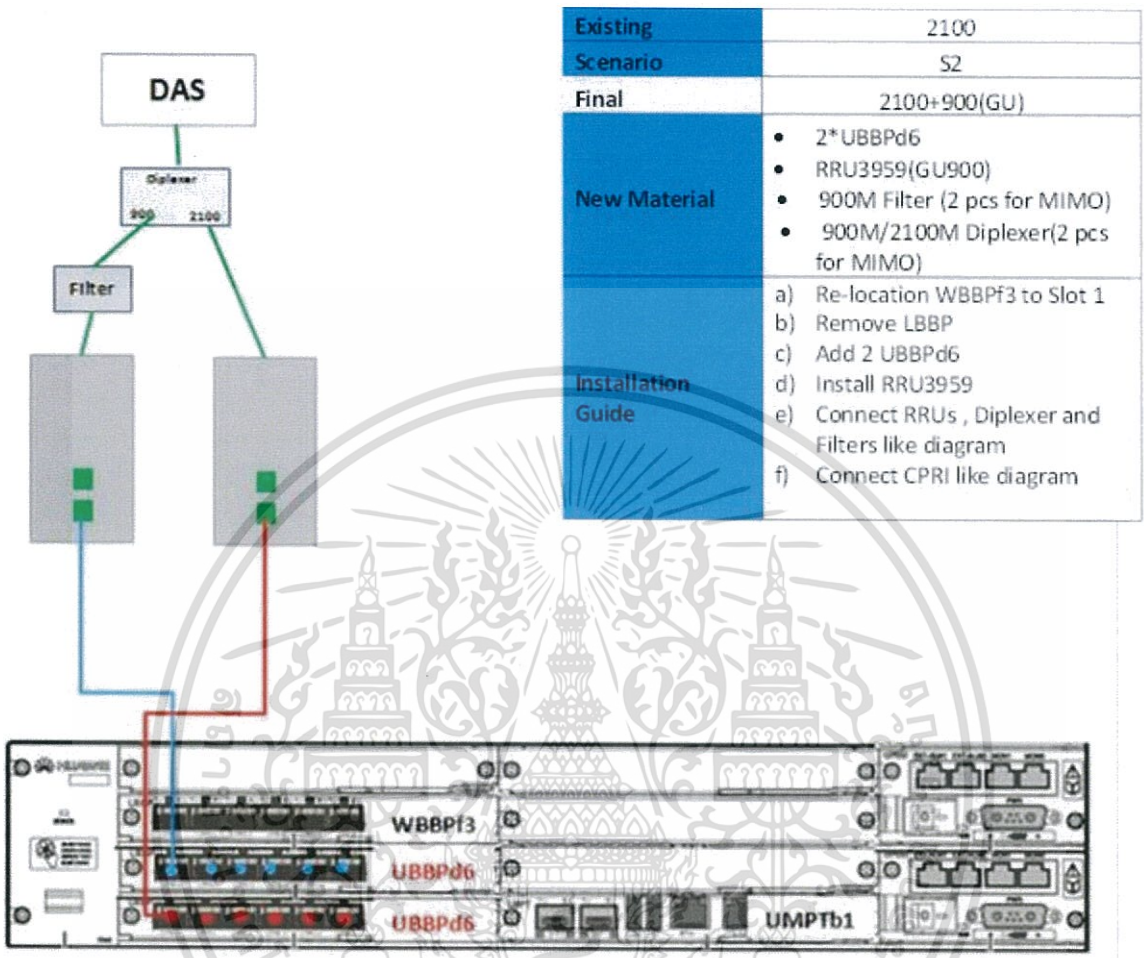 DAS
Diplexer
900 2100
Filter
Existing 2100
Scenario S2
Final 2100+900(GU)
New Material
• 2*UBBPd6
• RRU3959(GU900)
• 900M Filter (2 pcs for MIMO)
• 900M/2100M Diplexer(2 pcs
for MIMO)
Installation
Guide
a) Re-location WBBPf3 to Slot 1
b) Remove LBBP
c) Add 2 UBBPd6
d) Install RRU3959
e) Connect RRUs , Diplexer and
Filters like diagram
f) Connect CPRI like diagram
HUAWEI
WBBPf3
UBBPd6
UBBPd6
UMPTb1